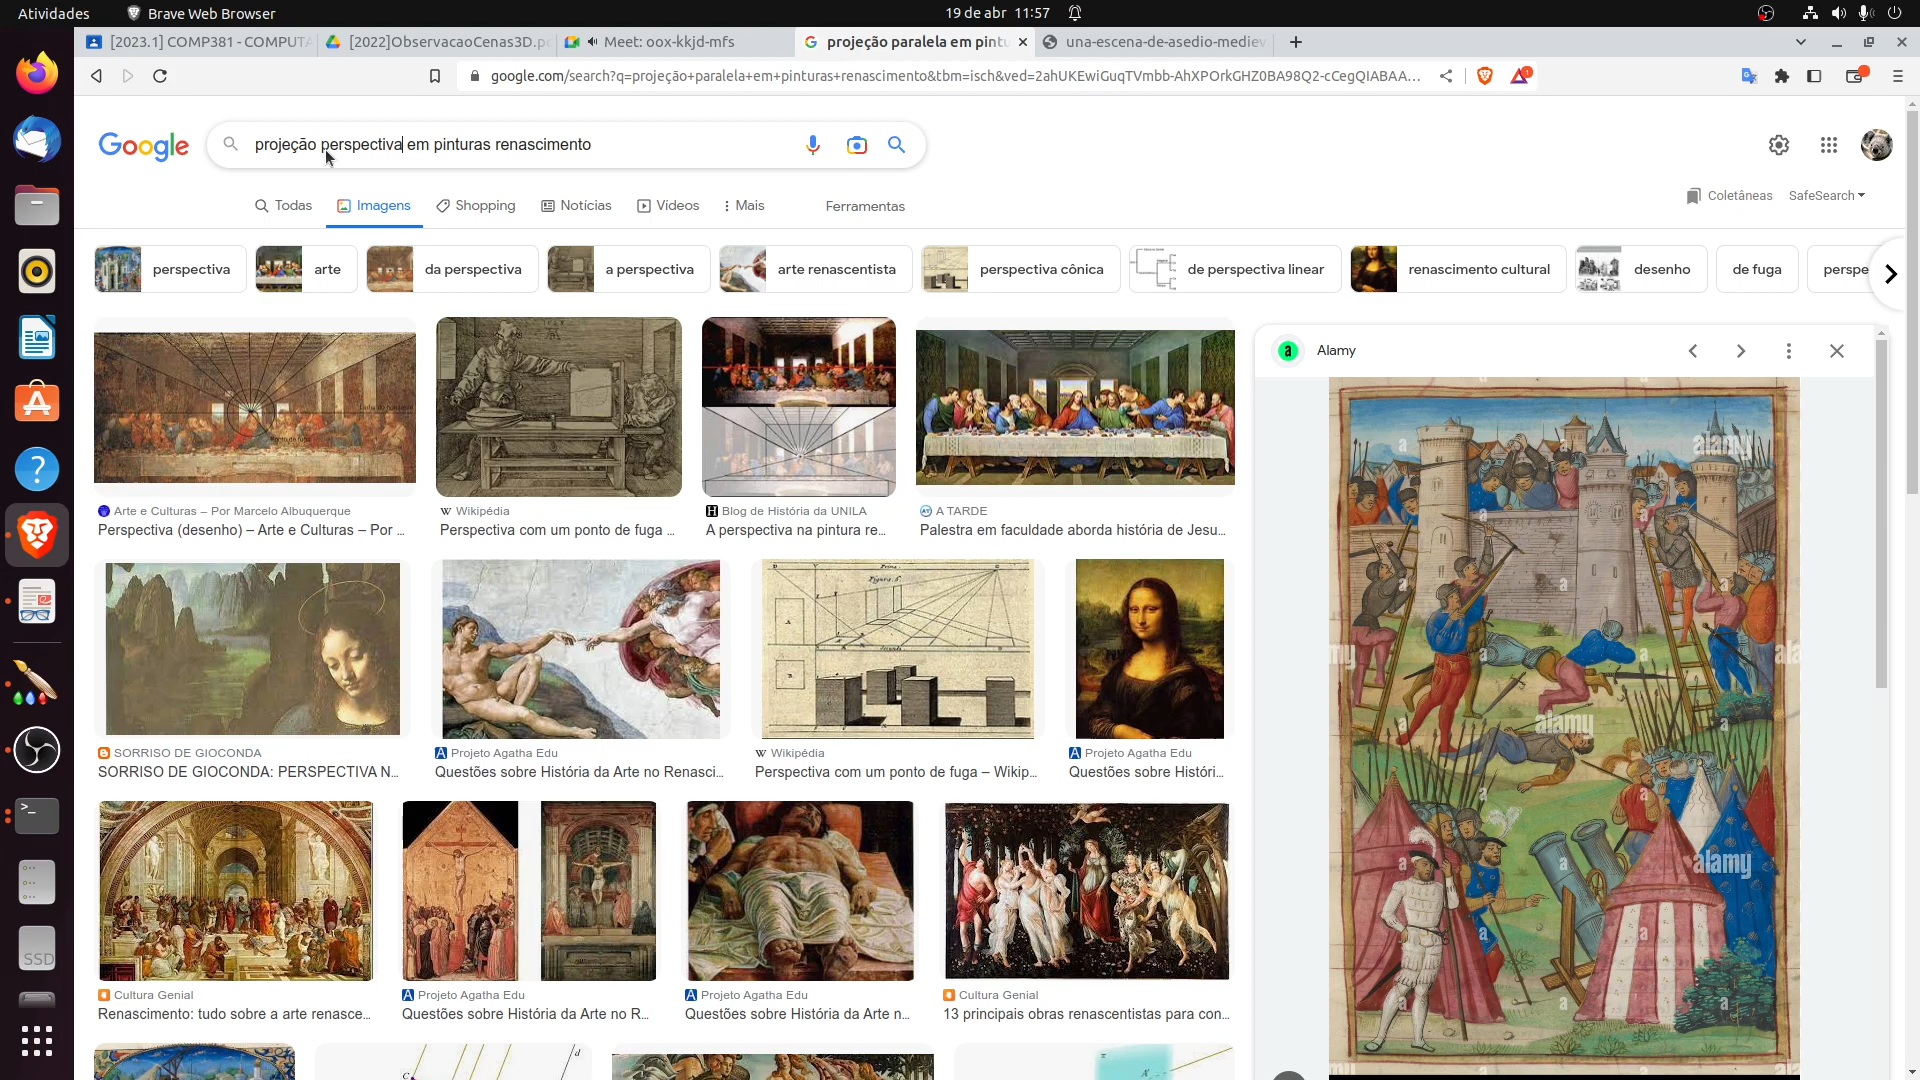 Atividades
Brave Web Browser
19 de abr 11:57
[2023.1] COMP381 - COMPUTA
[2022]ObservacaoCenas3D.pd
Meet: oox-kkjd-mfs
projeção paralela em pintu
una-escena-de-asedio-mediev
google.com/search?q=projeção+paralela+em+pinturas+renascimento&tbm=isch&ved=2ahUKEwiGuqTVmbb-AhXPOrkGHZ0BA98Q2-cCegQIABAA...
Google
projeção perspectiva em pinturas renascimento
Todas
Imagens
Shopping
Notícias
Vídeos
Mais
Ferramentas
Coletâneas
SafeSearch
perspectiva
arte
da perspectiva
a perspectiva
arte renascentista
perspectiva cônica
de perspectiva linear
renascimento cultural
desenho
de fuga
perspe
a Alamy
Arte e Culturas – Por Marcelo Albuquerque
Perspectiva (desenho) – Arte e Culturas – Por ...
Wikipédia
Perspectiva com um ponto de fuga ...
Blog de História da UNILA
A perspectiva na pintura re...
A TARDE
Palestra em faculdade aborda história de Jesu...
SORRISO DE GIOCONDA
SORRISO DE GIOCONDA: PERSPECTIVA N...
Projeto Agatha Edu
Questões sobre História da Arte no Renasci...
Wikipédia
Perspectiva com um ponto de fuga – Wikip...
Projeto Agatha Edu
Questões sobre Históri...
Cultura Genial
Renascimento: tudo sobre a arte renasce...
Projeto Agatha Edu
Questões sobre História da Arte no R...
Projeto Agatha Edu
Questões sobre História da Arte n...
Cultura Genial
13 principais obras renascentistas para con...
alamy
alamy
alamy
SSD